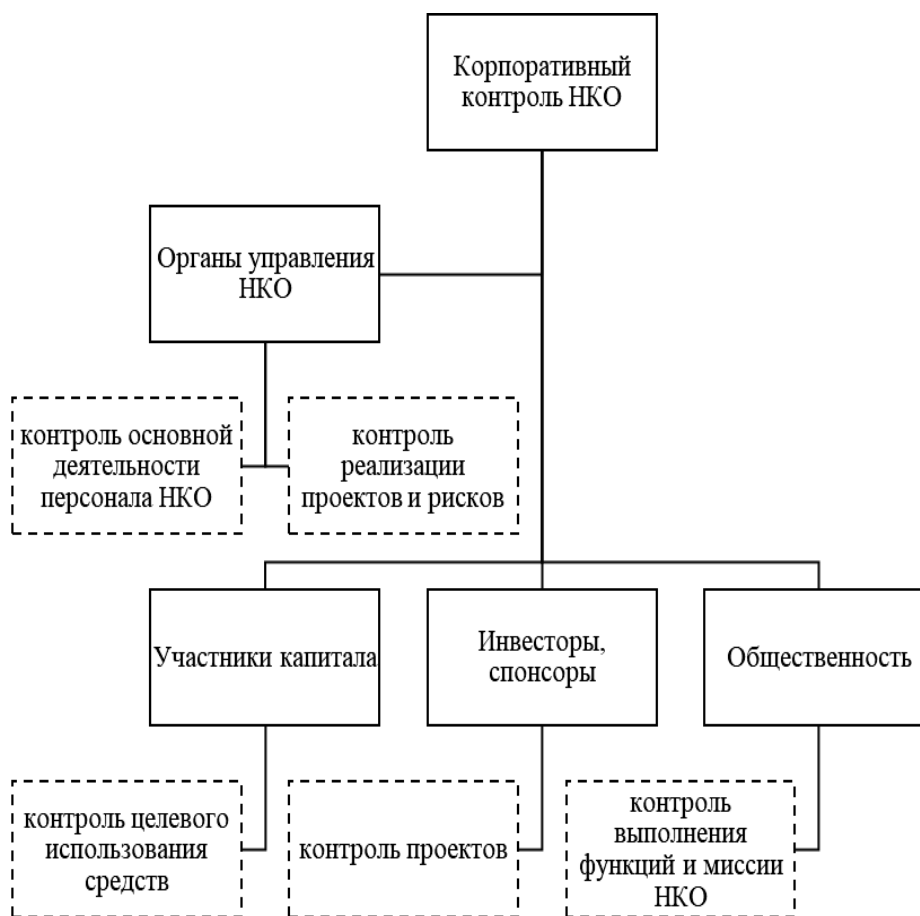 Корпоративный
контроль НКО
Органы управления
НКО
контроль основной
деятельности
персонала НКО
контроль
реализации
проектов и рисков
Участники капитала
Инвесторы,
спонсоры
Общественность
контроль целевого
использования
средств
контроль проектов
контроль
выполнения
функций и миссии
НКО